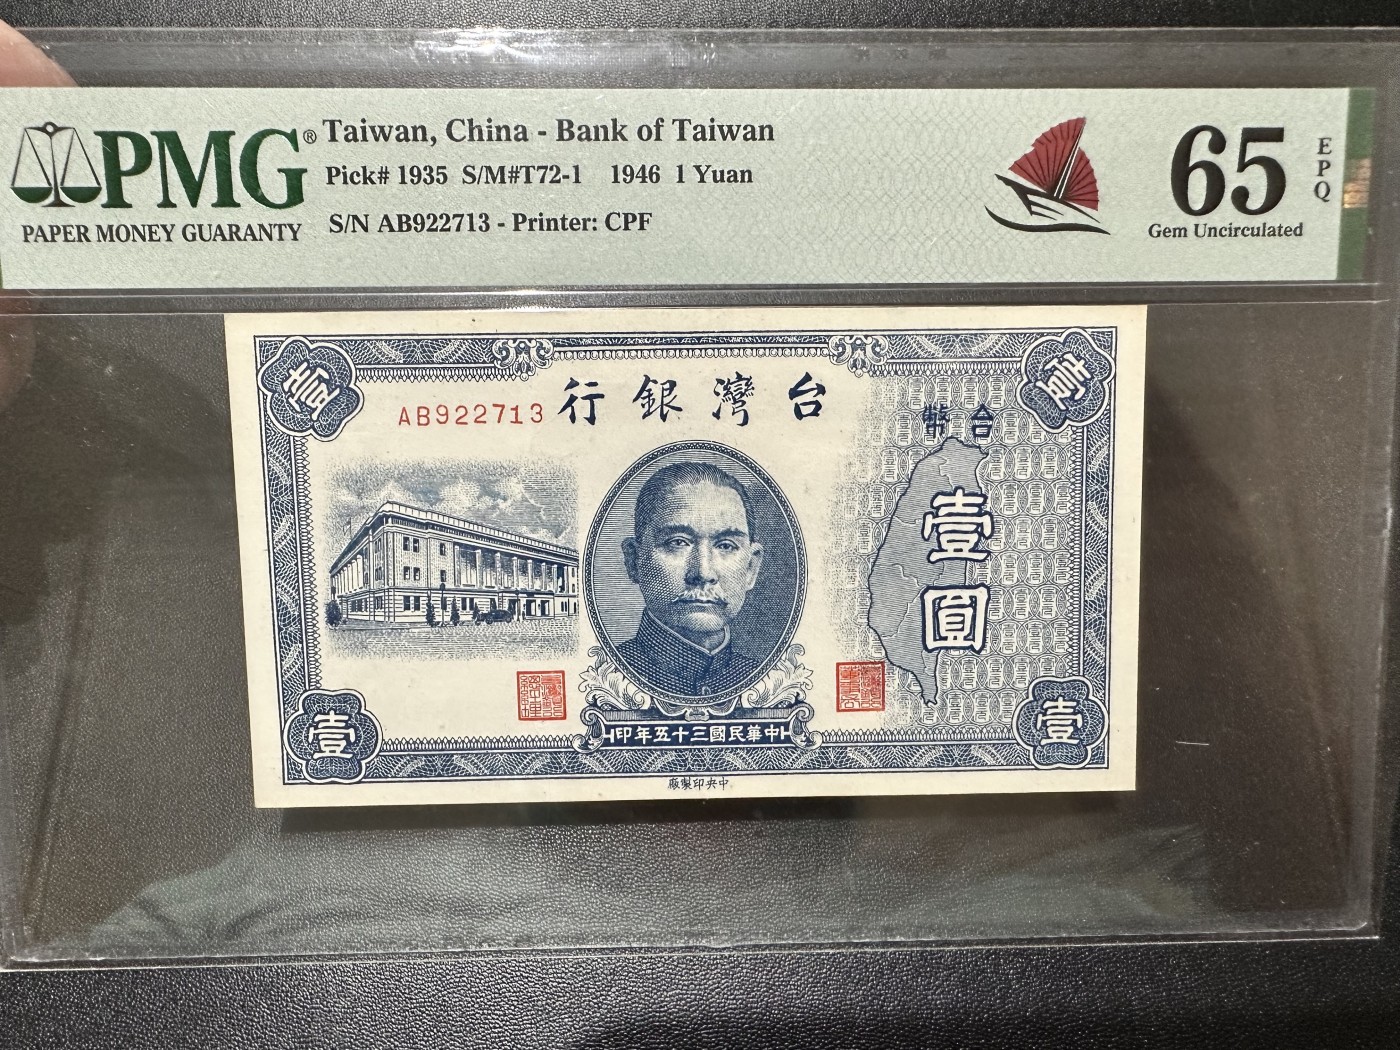 PMG®
PAPER MONEY GUARANTY
Taiwan, China - Bank of Taiwan
Pick# 1935 S/M#T72-1 1946 1 Yuan
S/N AB922713 - Printer: CPF
65
EPQ
Gem Uncirculated
壹
壹
AB922713
行銀灣台
幣台
壹圓
印年五十三國民華中
壹
壹
廠製印央中